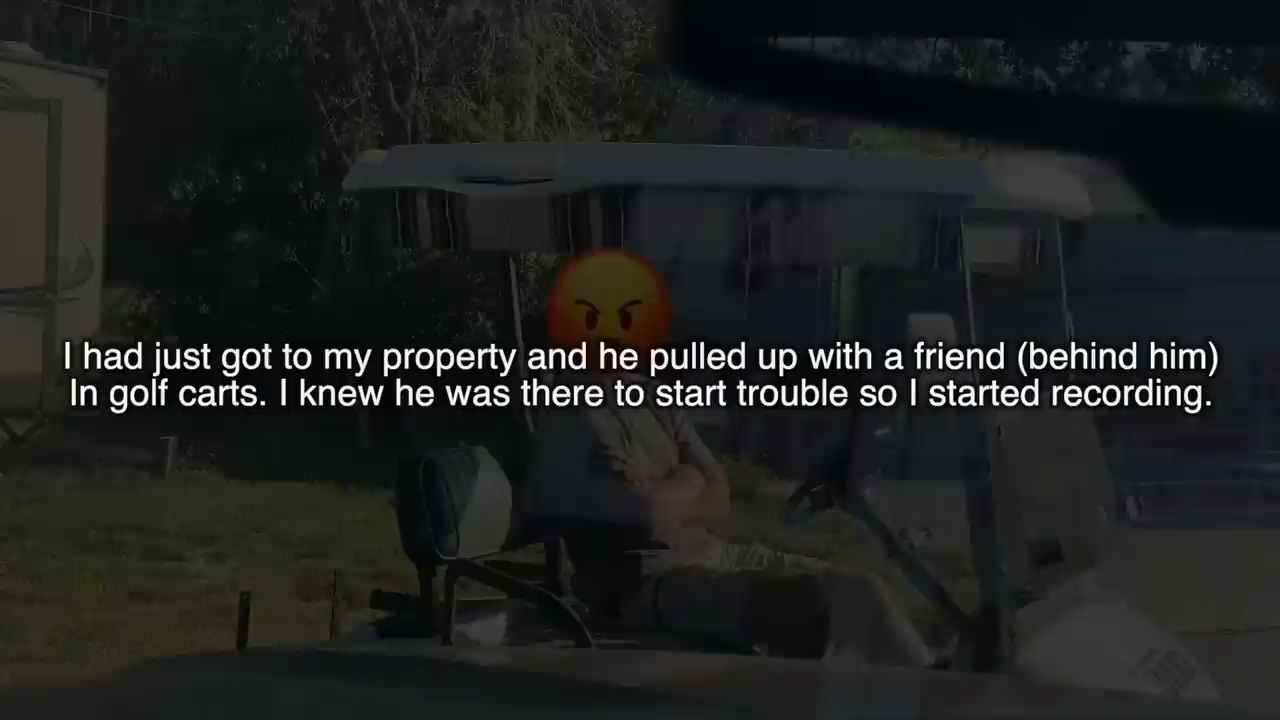 I had just got to my property and he pulled up with a friend (behind him)
In golf carts. I knew he was there to start trouble so I started recording.